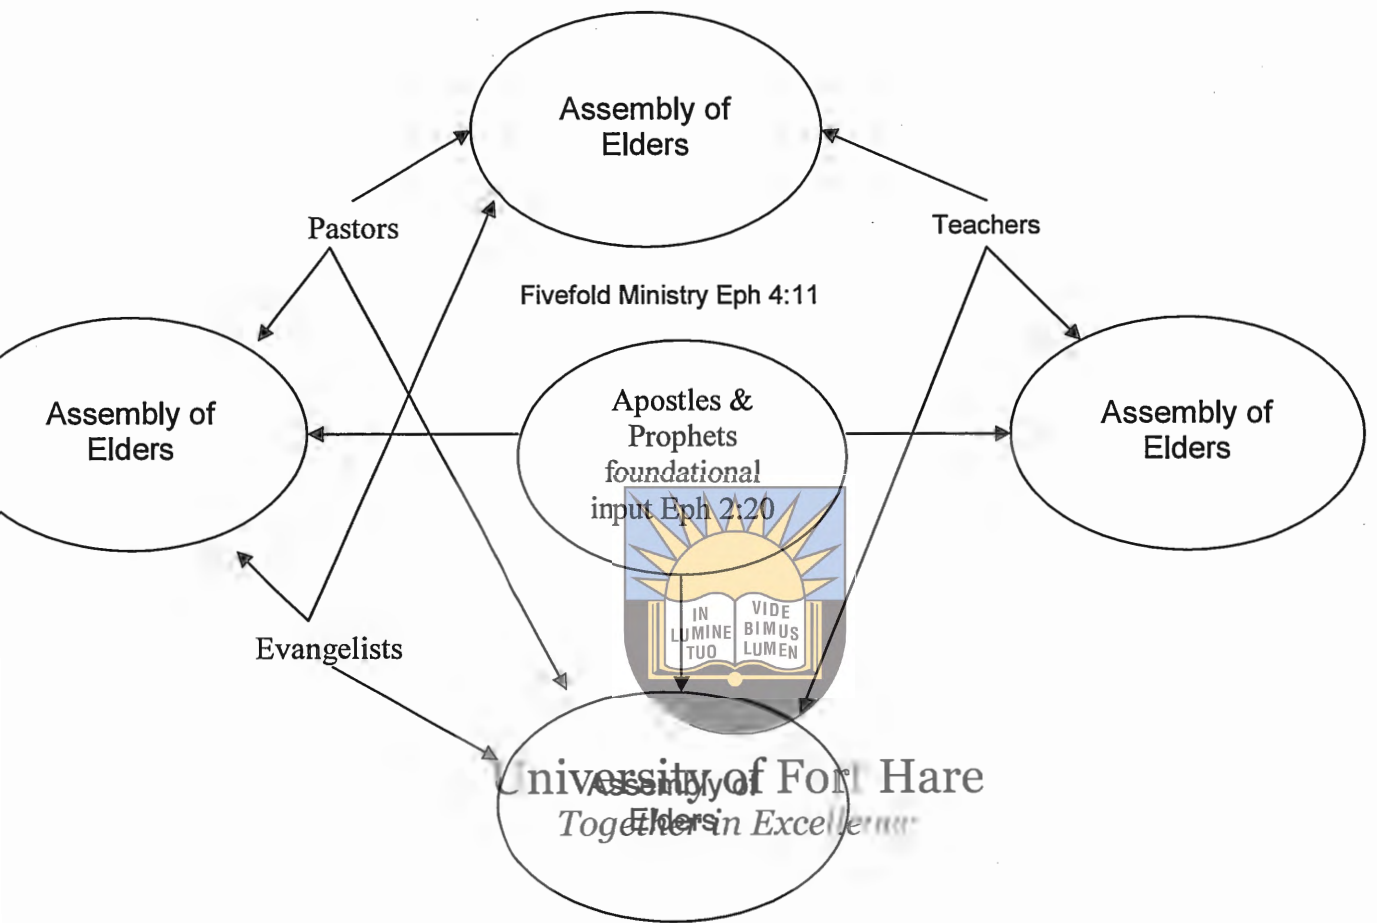 Assembly of
Elders
Pastors
Teachers
Fivefold Ministry Eph 4:11
Assembly of
Elders
Apostles &
Prophets
foundational
input Eph 2:20
Assembly of
Elders
IN
LUMINE
TUO
VIDE
BIMUS
LUMEN
Evangelists
University of Fort Hare
Together in Excellence
Assembly of
Elders